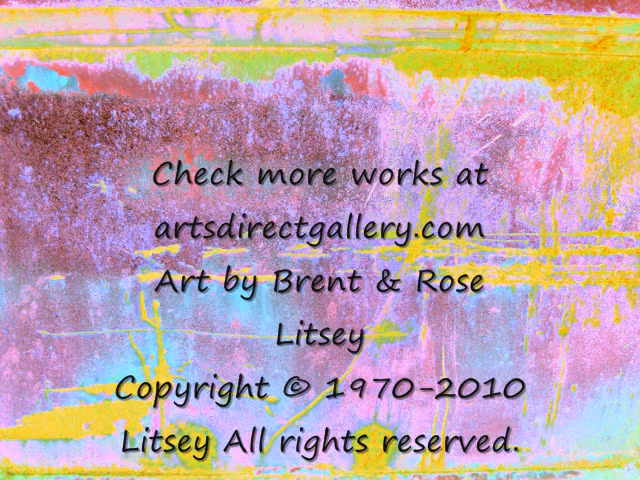 Check more works at
artsdirectgallery.com
Art by Brent & Rose
Litsey
Copyright © 1970-2010
Litsey All rights reserved.